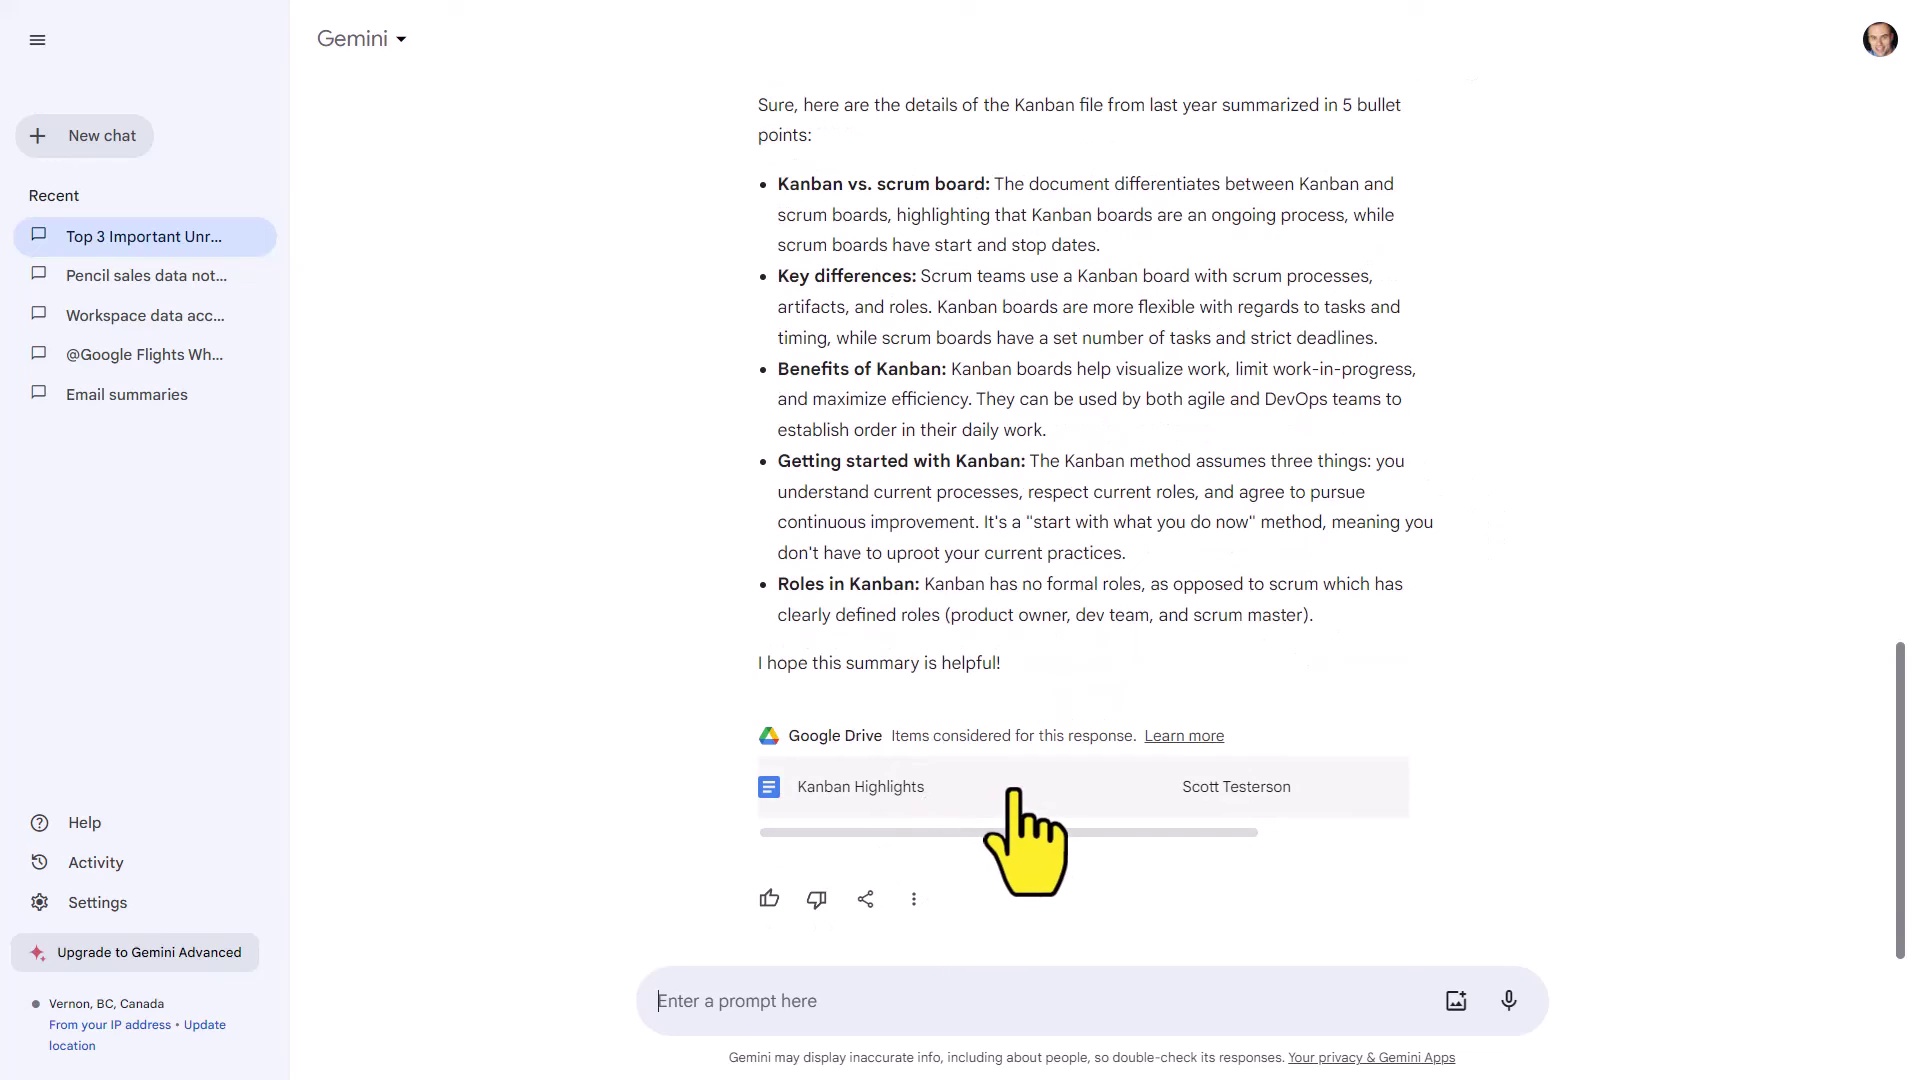 Gemini
New chat
Recent
Top 3 Important Unr...
Pencil sales data not...
Workspace data acc...
@Google Flights Wh...
Email summaries
Help
Activity
Settings
Upgrade to Gemini Advanced
Vernon, BC, Canada
From your IP address • Update
location
Sure, here are the details of the Kanban file from last year summarized in 5 bullet
points:
• Kanban vs. scrum board: The document differentiates between Kanban and
scrum boards, highlighting that Kanban boards are an ongoing process, while
scrum boards have start and stop dates.
• Key differences: Scrum teams use a Kanban board with scrum processes,
artifacts, and roles. Kanban boards are more flexible with regards to tasks and
timing, while scrum boards have a set number of tasks and strict deadlines.
• Benefits of Kanban: Kanban boards help visualize work, limit work-in-progress,
and maximize efficiency. They can be used by both agile and DevOps teams to
establish order in their daily work.
• Getting started with Kanban: The Kanban method assumes three things: you
understand current processes, respect current roles, and agree to pursue
continuous improvement. It's a "start with what you do now" method, meaning you
don't have to uproot your current practices.
• Roles in Kanban: Kanban has no formal roles, as opposed to scrum which has
clearly defined roles (product owner, dev team, and scrum master).
I hope this summary is helpful!
Google Drive Items considered for this response. Learn more
Kanban Highlights Scott Testerson
Enter a prompt here
Gemini may display inaccurate info, including about people, so double-check its responses. Your privacy & Gemini Apps